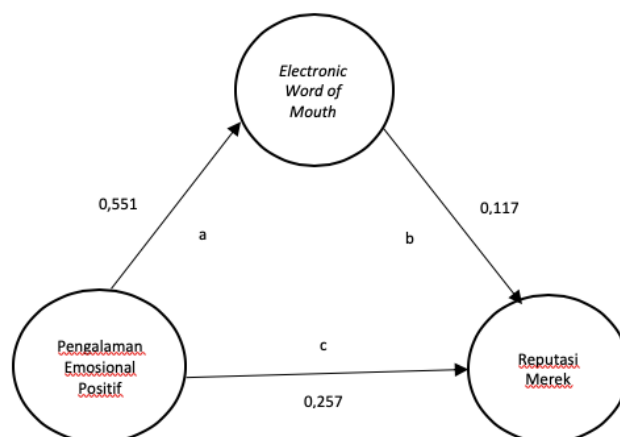 Electronic
Word of
Mouth
0,551
0,117
a
b
Pengalaman
Emosional
Positif
c
Reputasi
Merek
0,257